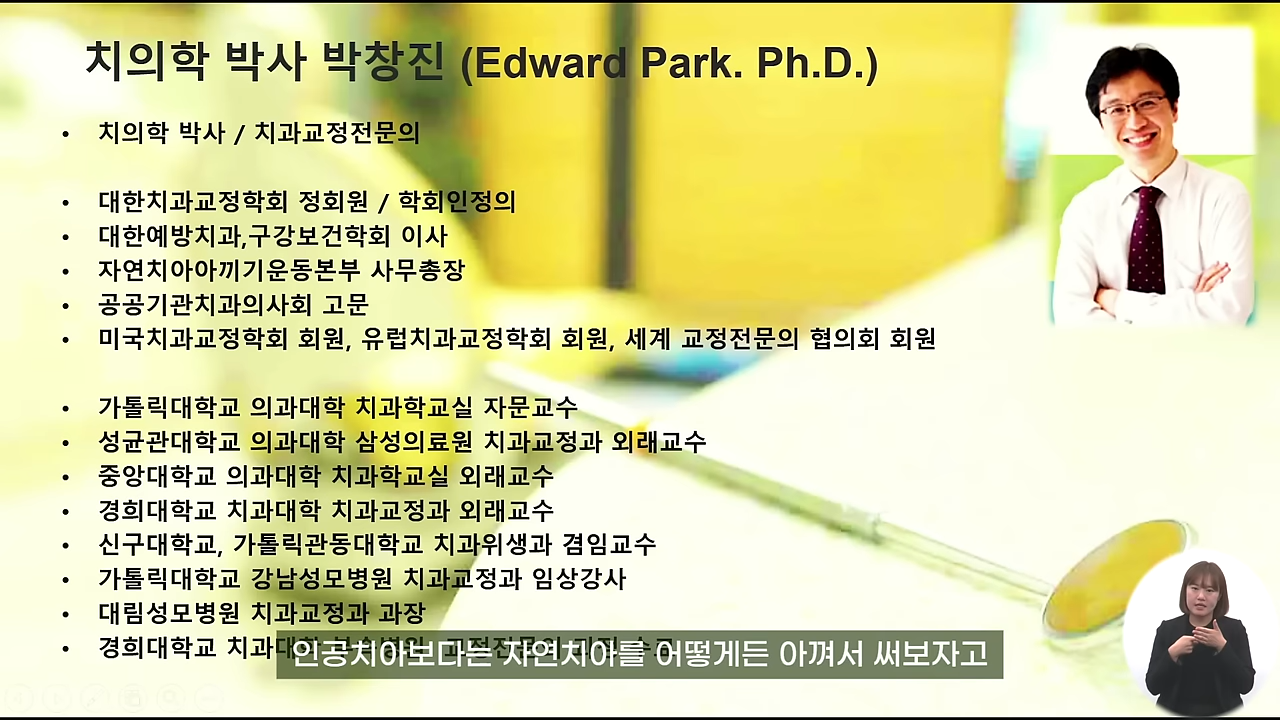 치의학 박사 박창진 (Edward Park. Ph.D.)
• 치의학 박사 / 치과교정전문의
• 대한치과교정학회 정회원 / 학회인정의
• 대한예방치과,구강보건학회 이사
• 자연치아아끼기운동본부 사무총장
• 공공기관치과의사회 고문
• 미국치과교정학회 회원, 유럽치과교정학회 회원, 세계 교정전문의 협의회 회원
• 가톨릭대학교 의과대학 치과학교실 자문교수
• 성균관대학교 의과대학 삼성의료원 치과교정과 외래교수
• 중앙대학교 의과대학 치과학교실 외래교수
• 경희대학교 치과대학 치과교정과 외래교수
• 신구대학교, 가톨릭관동대학교 치과위생과 겸임교수
• 가톨릭대학교 강남성모병원 치과교정과 임상강사
• 대림성모병원 치과교정과 과장
• 경희대학교
인공치아보다는 자연치아를 어떻게든 아껴서 써보자고